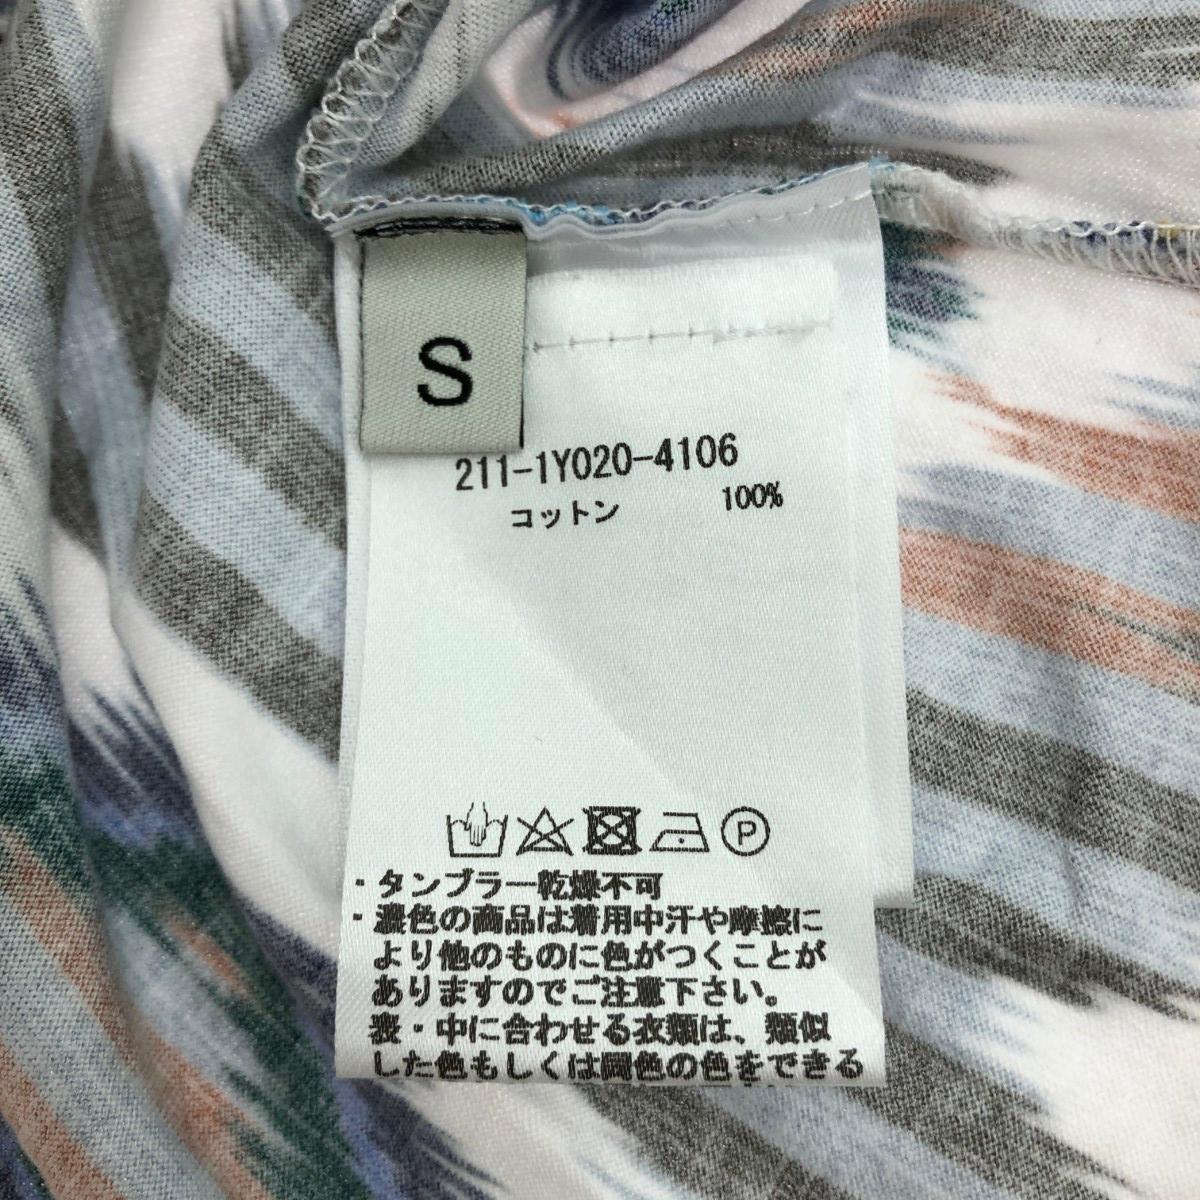 S
211-1Y020-4106
コットン 100%
P
・タンブラー乾燥不可
・濃色の商品は着用中汗や摩擦に
より他のものに色がつくことが
ありますのでご注意下さい。
表・中に合わせる衣類は、類似
した色もしくは同色の色をできる